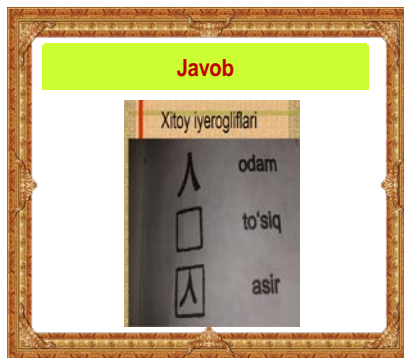 Javob
Xitoy iyerogliflari
人 odam
口 to'siq
囚 asir